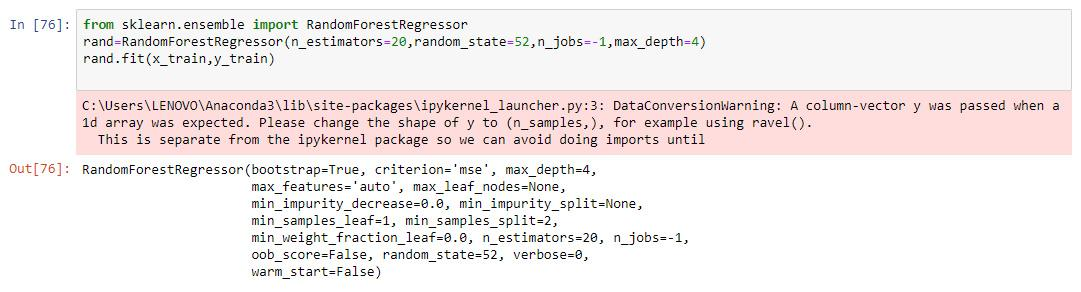 In [76]: from sklearn.ensemble import RandomForestRegressor
rand=RandomForestRegressor(n_estimators=20,random_state=52,n_jobs=-1,max_depth=4)
rand.fit(x_train,y_train)
C:\Users\LENOVO\Anaconda3\lib\site-packages\ipykernel_launcher.py:3: DataConversionWarning: A column-vector y was passed when a
1d array was expected. Please change the shape of y to (n_samples,), for example using ravel().
  This is separate from the ipykernel package so we can avoid doing imports until
Out[76]: RandomForestRegressor(bootstrap=True, criterion='mse', max_depth=4,
max_features='auto', max_leaf_nodes=None,
min_impurity_decrease=0.0, min_impurity_split=None,
min_samples_leaf=1, min_samples_split=2,
min_weight_fraction_leaf=0.0, n_estimators=20, n_jobs=-1,
oob_score=False, random_state=52, verbose=0,
warm_start=False)